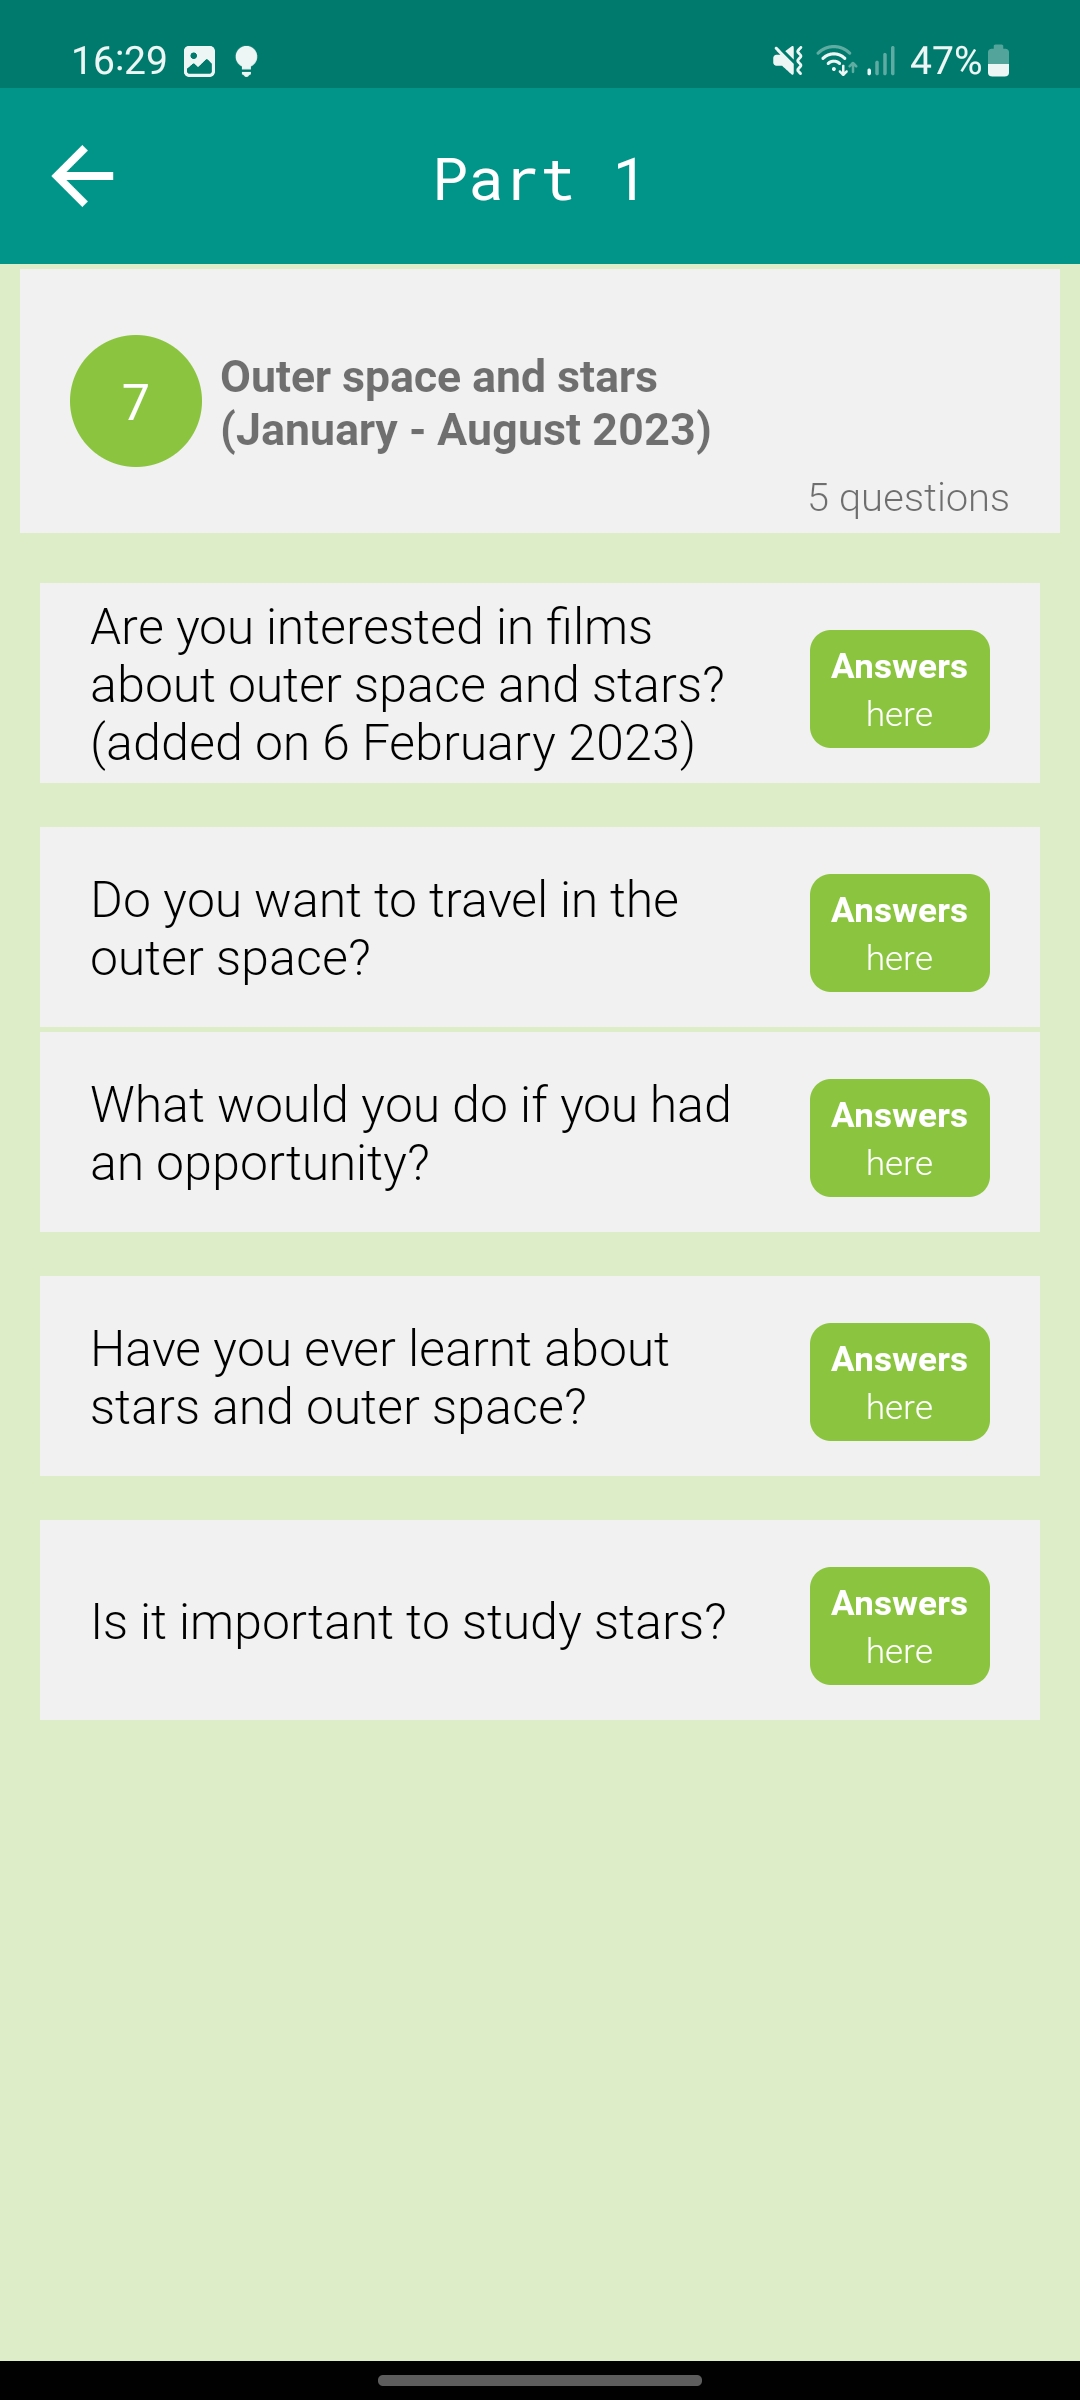 16:29
47%
Part 1
7
Outer space and stars
(January - August 2023)
5 questions
Are you interested in films
about outer space and stars?
(added on 6 February 2023)
Answers
here
Do you want to travel in the
outer space?
Answers
here
What would you do if you had
an opportunity?
Answers
here
Have you ever learnt about
stars and outer space?
Answers
here
Is it important to study stars?
Answers
here